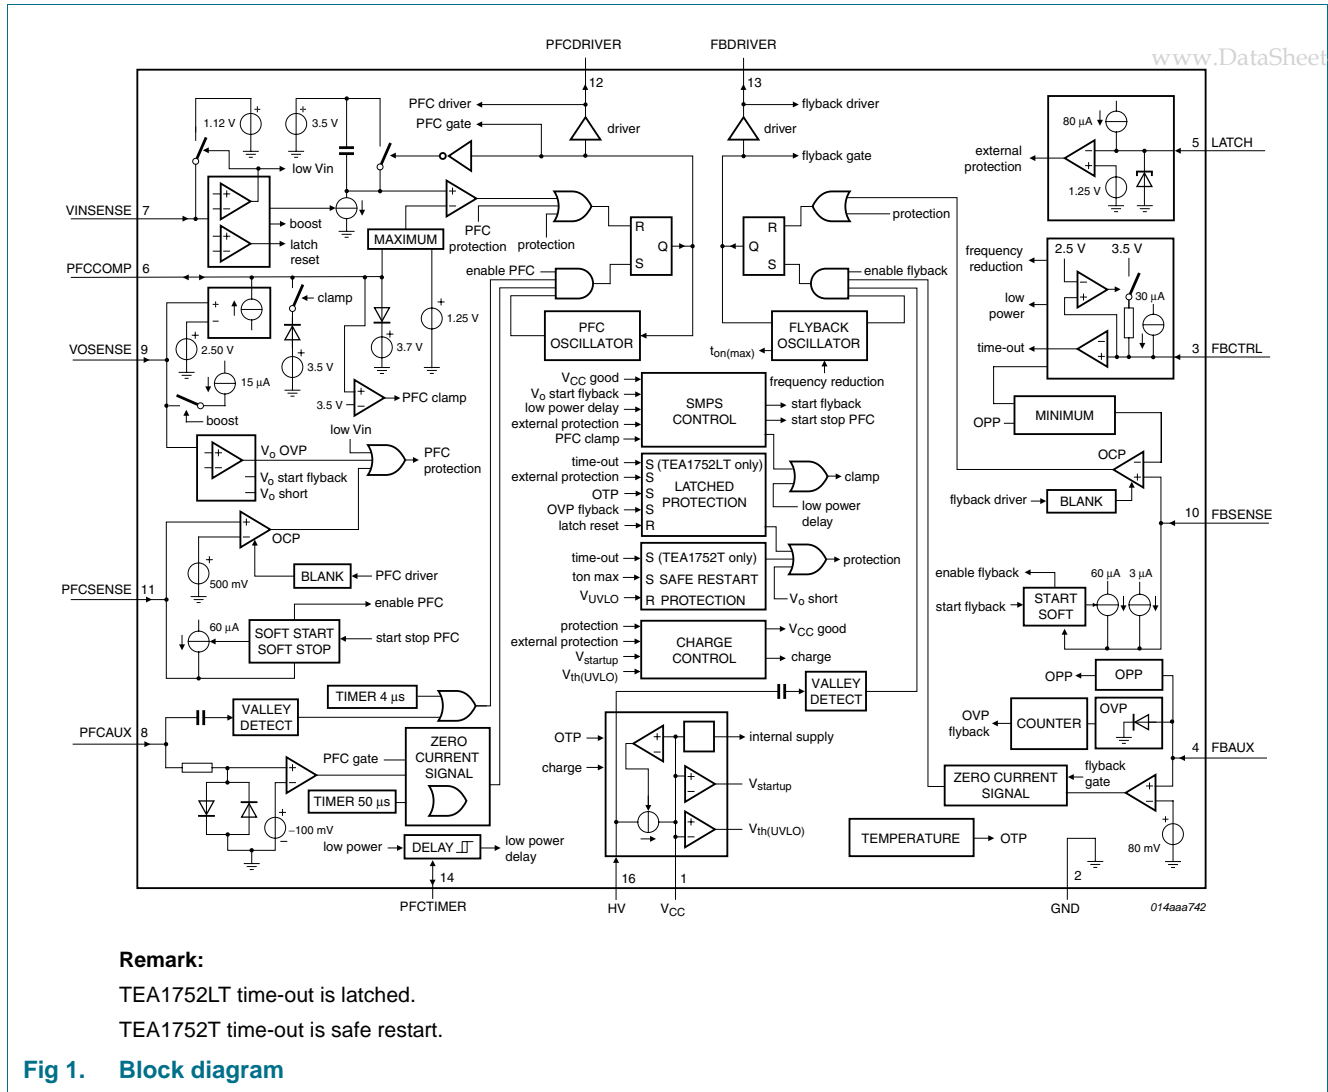 www.DataSheet
PFCDRIVER
FBDRIVER
12
13
PFC driver
PFC gate
driver
flyback driver
driver
flyback gate
1.12 V
3.5 V
low Vin
80 μA
external
protection
1.25 V
5 LATCH
VINSENSE 7
boost
latch
reset
MAXIMUM
PFC
protection
protection
R
Q
S
R
Q
S
protection
PFCCOMP 6
enable PFC
enable flyback
frequency
reduction
2.5 V
3.5 V
low
power
30 μA
time-out
3 FBCTRL
clamp
1.25 V
PFC
OSCILLATOR
FLYBACK
OSCILLATOR
ton(max)
frequency reduction
VOSENSE 9
2.50 V
3.5 V
3.7 V
15 μA
boost
3.5 V
PFC clamp
VCC good
Vo start flyback
low power delay
external protection
PFC clamp
SMPS
CONTROL
start flyback
start stop PFC
OPP
MINIMUM
low Vin
Vo OVP
Vo start flyback
Vo short
PFC
protection
time-out
external protection
OTP
OVP flyback
latch reset
S (TEA1752LT only)
S
LATCHED
S
PROTECTION
S
R
clamp
low power
delay
OCP
flyback driver
BLANK
10 FBSENSE
OCP
500 mV
BLANK
PFC driver
time-out
ton max
VUVLO
S (TEA1752T only)
S SAFE RESTART
R PROTECTION
protection
Vo short
PFCSENSE 11
enable PFC
60 μA
SOFT START
SOFT STOP
start stop PFC
enable flyback
start flyback
START
SOFT
60 μA
3 μA
protection
external protection
Vstartup
Vth(UVLO)
CHARGE
CONTROL
VCC good
charge
TIMER 4 μs
VALLEY
DETECT
VALLEY
DETECT
OPP
OPP
OVP
flyback
COUNTER
OVP
PFCAUX 8
PFC gate
ZERO
CURRENT
SIGNAL
TIMER 50 μs
–100 mV
OTP
charge
internal supply
Vstartup
Vth(UVLO)
4 FBAUX
ZERO CURRENT
SIGNAL
flyback
gate
80 mV
low power
DELAY
low power
delay
TEMPERATURE
OTP
14
16
1
2
PFCTIMER
HV
VCC
GND
014aaa742
Remark:
TEA1752LT time-out is latched.
TEA1752T time-out is safe restart.
Fig 1. Block diagram